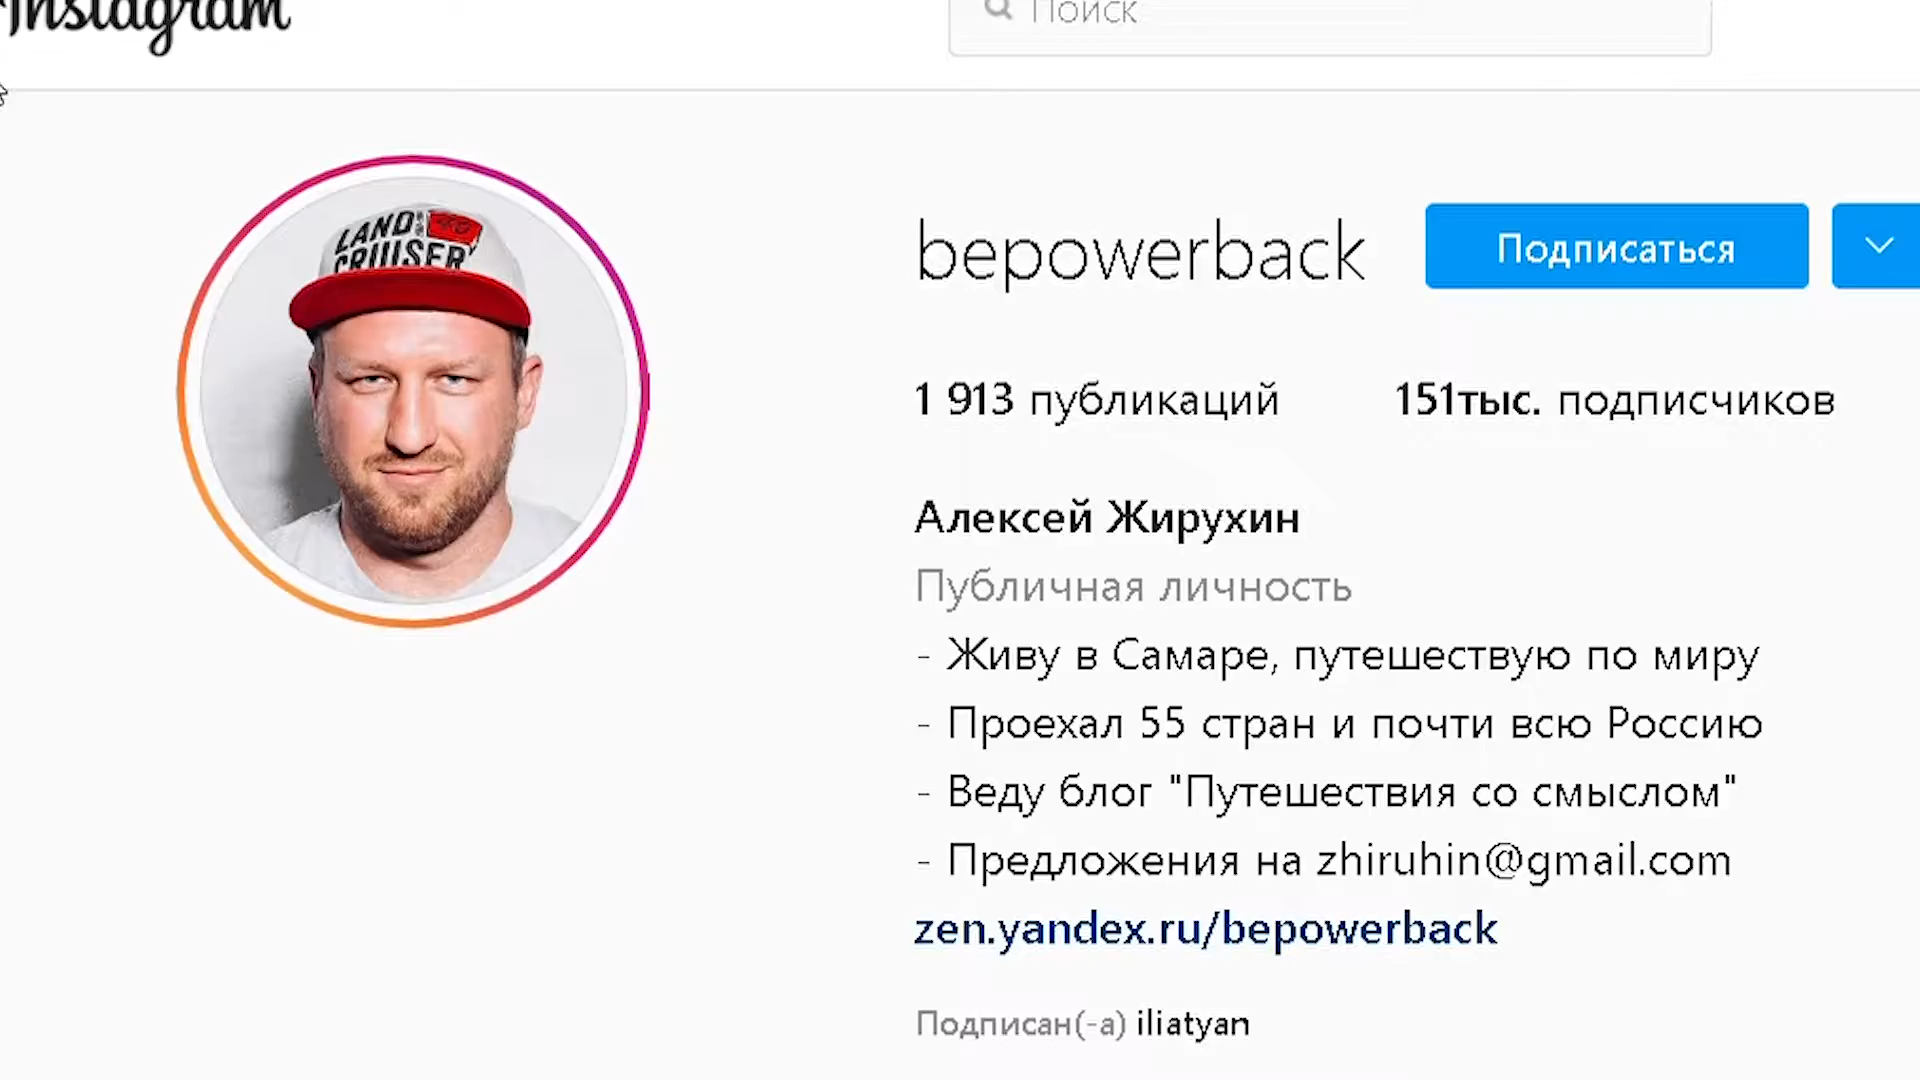 Instagram
Поиск
LAND
CRUISER
bepowerback
Подписаться
1 913 публикаций
151тыс. подписчиков
Алексей Жирухин
Публичная личность
- Живу в Самаре, путешествую по миру
- Проехал 55 стран и почти всю Россию
- Веду блог "Путешествия со смыслом"
- Предложения на zhiruhin@gmail.com
zen.yandex.ru/bepowerback
Подписан(-а) iliatyan